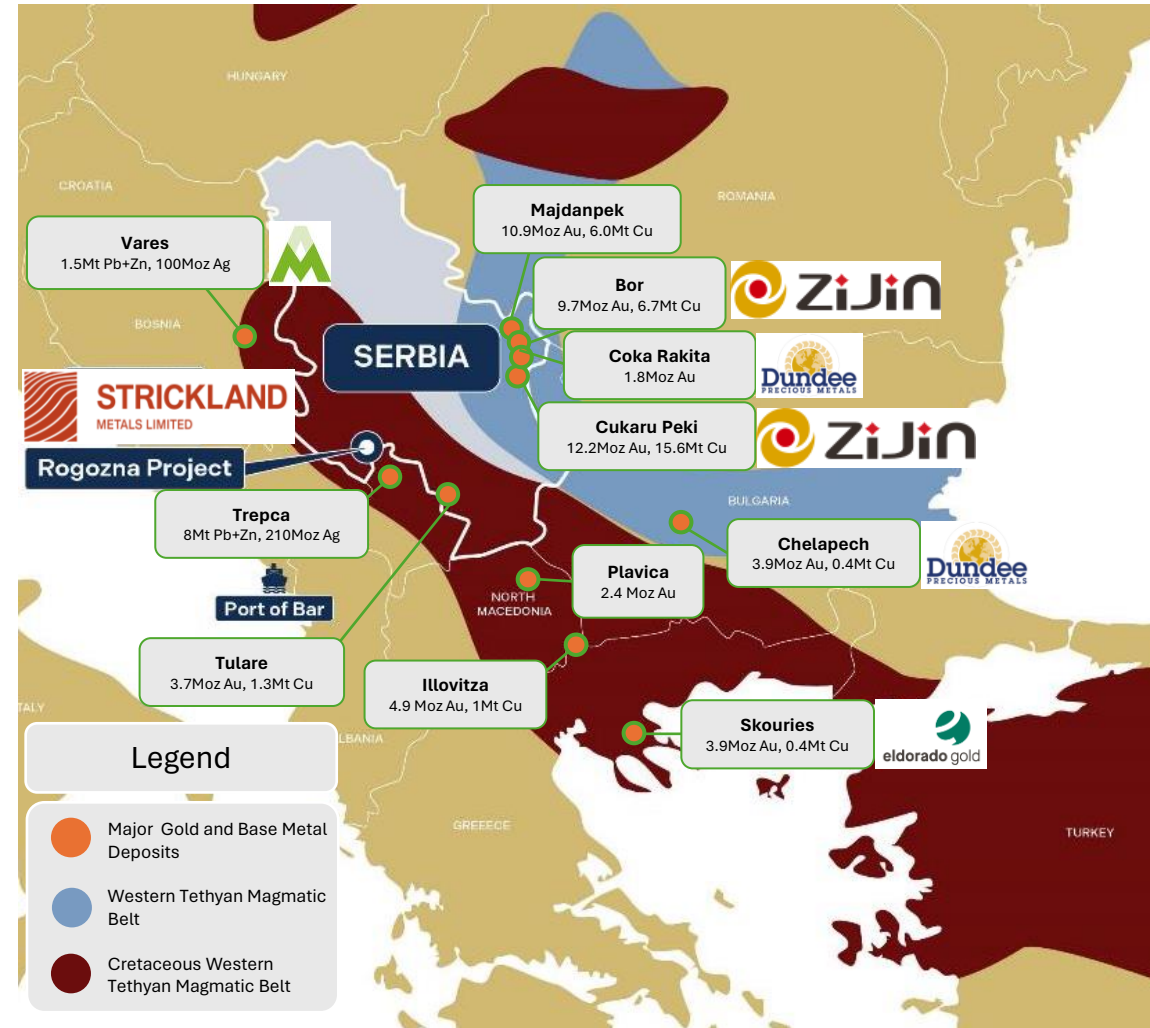 HUNGARY
CROATIA
ROMANIA
Majdanpek
10.9Moz Au, 6.0Mt Cu
Vares
1.5Mt Pb+Zn, 100Moz Ag
Bor
9.7Moz Au, 6.7Mt Cu
ZiJin
BOSNIA
SERBIA
Coka Rakita
1.8Moz Au
Dundee
PRECIOUS METALS
STRICKLAND
METALS LIMITED
Cukaru Peki
12.2Moz Au, 15.6Mt Cu
ZiJin
Rogozna Project
Trepca
8Mt Pb+Zn, 210Moz Ag
BULGARIA
Chelapech
3.9Moz Au, 0.4Mt Cu
Dundee
PRECIOUS METALS
Plavica
2.4 Moz Au
NORTH
MACEDONIA
Port of Bar
Tulare
3.7Moz Au, 1.3Mt Cu
Illovitza
4.9 Moz Au, 1Mt Cu
Skouries
3.9Moz Au, 0.4Mt Cu
eldorado gold
TALY
LBANIA
Legend
Major Gold and Base Metal
Deposits
Western Tethyan Magmatic
Belt
Cretaceous Western
Tethyan Magmatic Belt
GREEECE
TURKEY